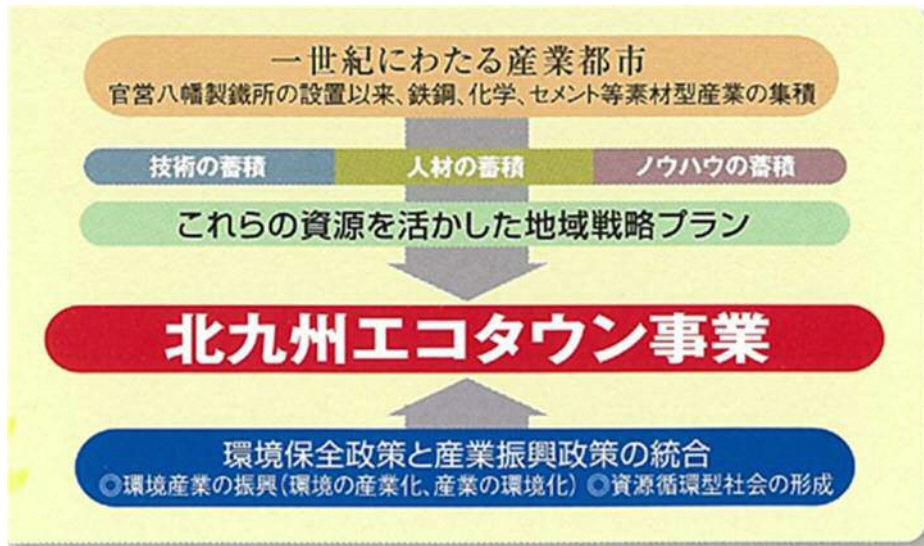 一世紀にわたる産業都市
官営八幡製鐵所の設置以来、鉄鋼、化学、セメント等素材型産業の集積
技術の蓄積 人材の蓄積 ノウハウの蓄積
これらの資源を活かした地域戦略プラン
北九州エコタウン事業
環境保全政策と産業振興政策の統合
◎環境産業の振興(環境の産業化、産業の環境化) ◎資源循環型社会の形成